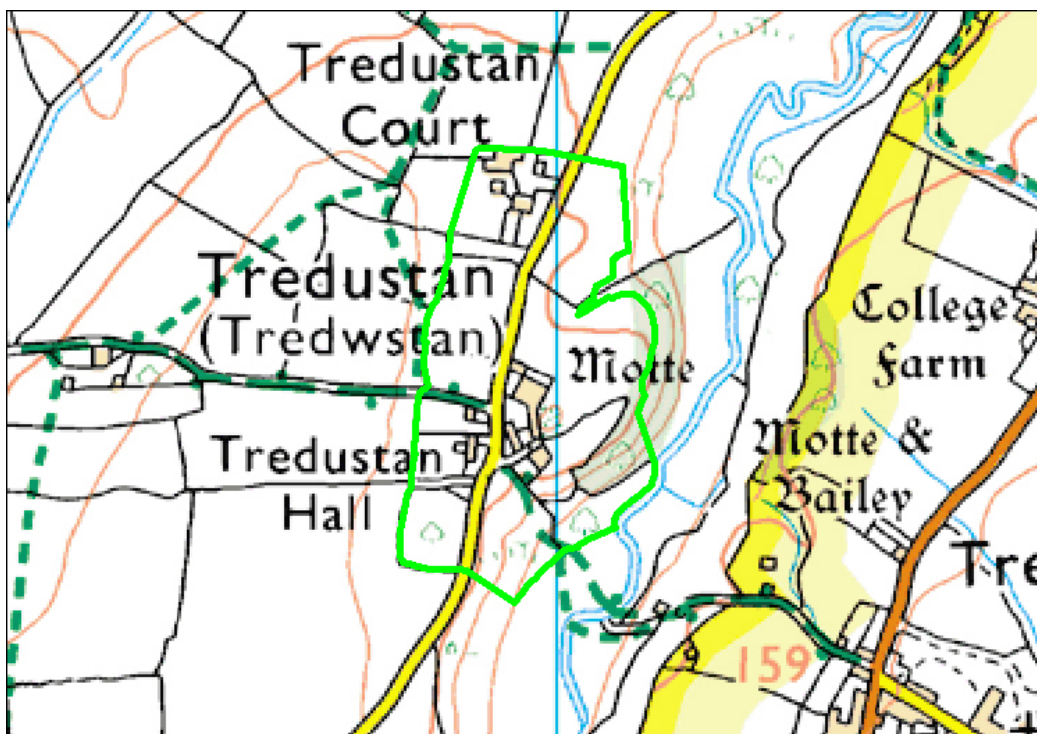 Tredustan
Court
Tredustan
(Tredwstan)
Motte
College
Farm
Tredustan
Hall
Motte &
Bailey
Tre
159